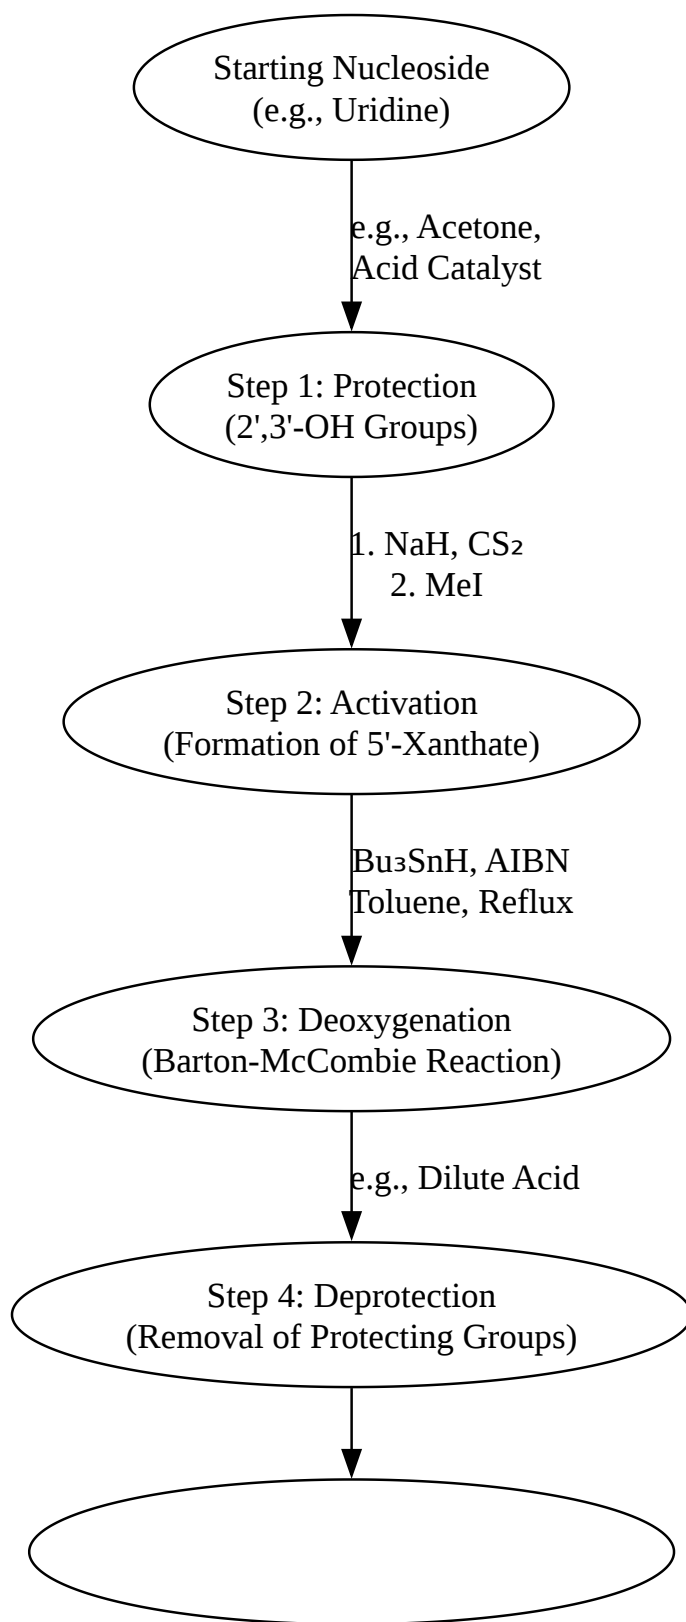 Starting Nucleoside
(e.g., Uridine)
e.g., Acetone,
Acid Catalyst
Step 1: Protection
(2',3'-OH Groups)
1. NaH, CS₂
2. MeI
Step 2: Activation
(Formation of 5'-Xanthate)
Bu₃SnH, AIBN
Toluene, Reflux
Step 3: Deoxygenation
(Barton-McCombie Reaction)
e.g., Dilute Acid
Step 4: Deprotection
(Removal of Protecting Groups)